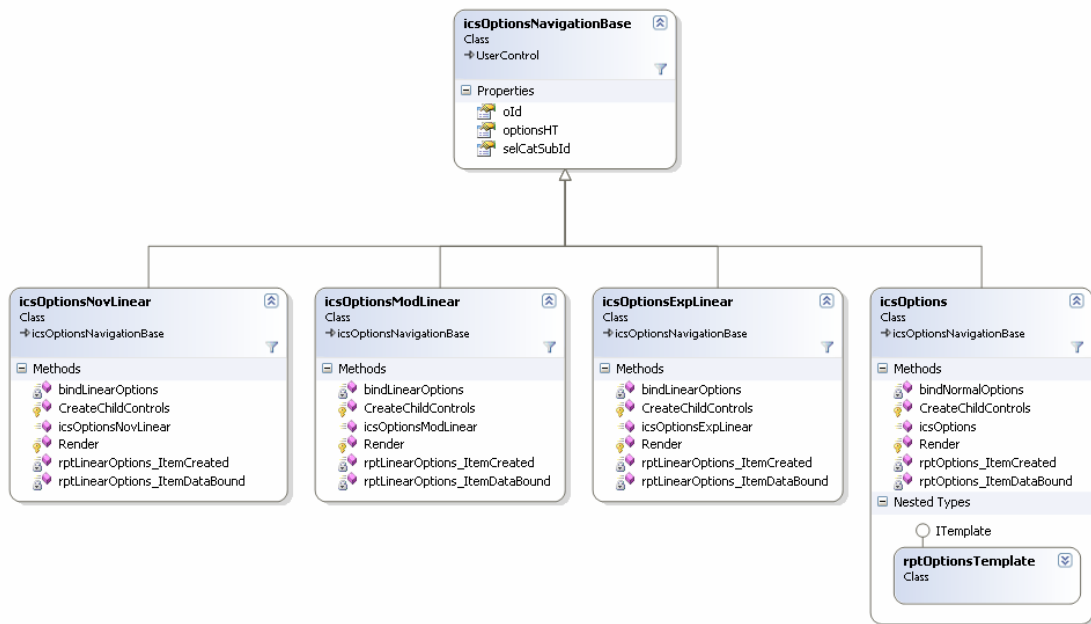 icsOptionsNavigationBase
Class
UserControl
Properties
oId
optionsHT
selCatSubId
icsOptionsNovLinear
Class
icsOptionsNavigationBase
Methods
bindLinearOptions
CreateChildControls
icsOptionsNovLinear
Render
rptLinearOptions_ItemCreated
rptLinearOptions_ItemDataBound
icsOptionsModLinear
Class
icsOptionsNavigationBase
Methods
bindLinearOptions
CreateChildControls
icsOptionsModLinear
Render
rptLinearOptions_ItemCreated
rptLinearOptions_ItemDataBound
icsOptionsExpLinear
Class
icsOptionsNavigationBase
Methods
bindLinearOptions
CreateChildControls
icsOptionsExpLinear
Render
rptLinearOptions_ItemCreated
rptLinearOptions_ItemDataBound
icsOptions
Class
icsOptionsNavigationBase
Methods
bindNormalOptions
CreateChildControls
icsOptions
Render
rptOptions_ItemCreated
rptOptions_ItemDataBound
Nested Types
ITemplate
rptOptionsTemplate
Class